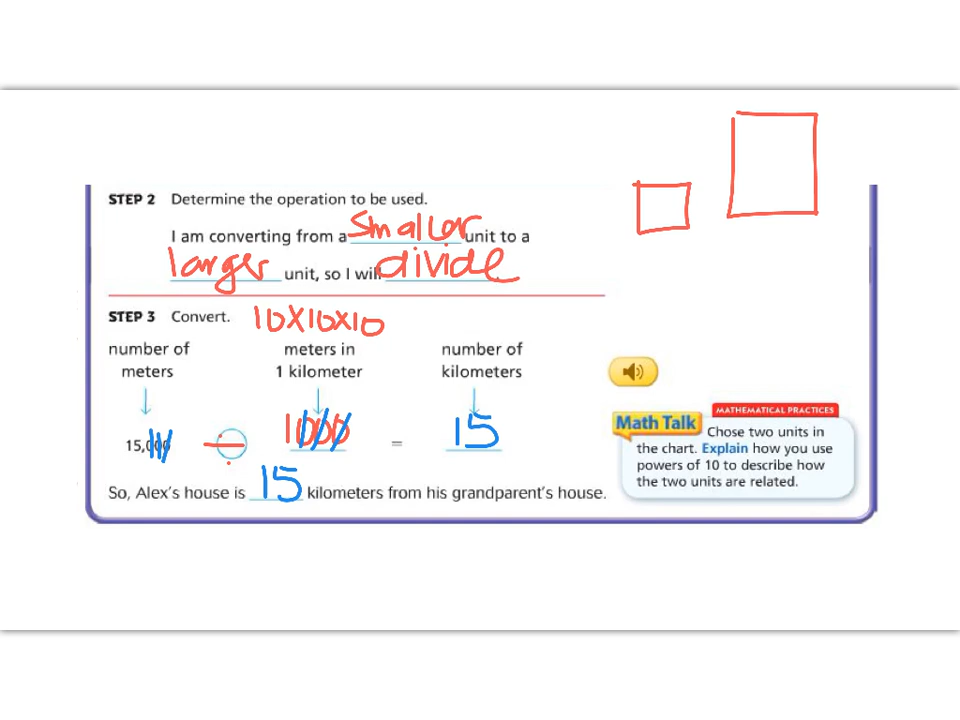 STEP 2 Determine the operation to be used.
I am converting from a smaller unit to a
larger unit, so I will divide
STEP 3 Convert. 10X10X10
number of meters in number of
meters 1 kilometer kilometers
15,000 ÷ 1000 = 15
So, Alex's house is 15 kilometers from his grandparent's house.
MATHEMATICAL PRACTICES
Math Talk Chose two units in
the chart. Explain how you use
powers of 10 to describe how
the two units are related.